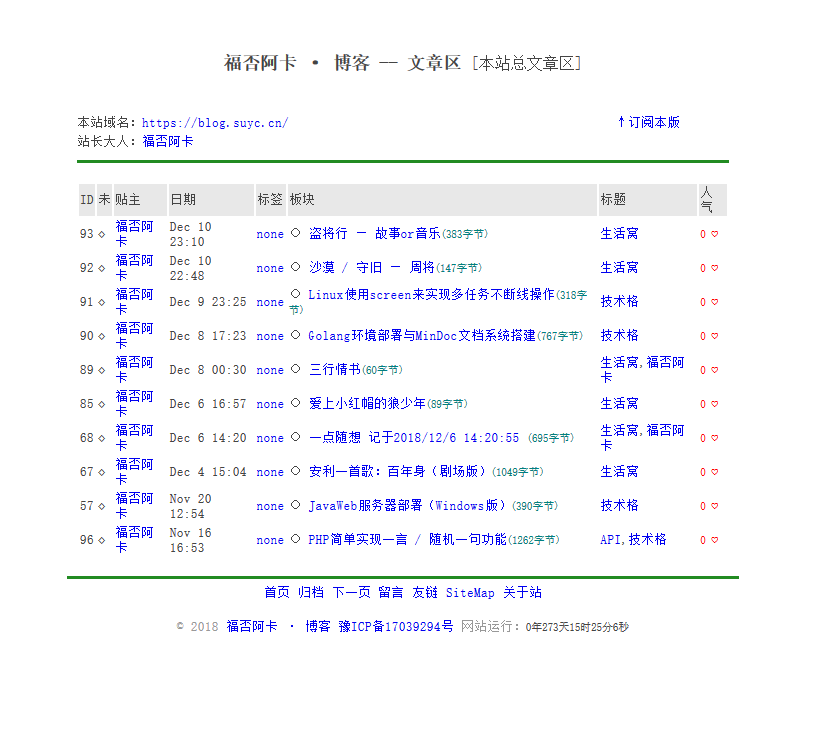 福否阿卡 · 博客 -- 文章区 [本站总文章区]
本站域名: https://blog.suyc.cn/ ↑订阅本版
站长大人: 福否阿卡
ID 未 贴主 日期 标签 板块 标题 人气
93 ◇ 福否阿卡 Dec 10 23:10 none ○ 盗将行 — 故事or音乐(383字节) 生活窝 0 ♡
92 ◇ 福否阿卡 Dec 10 22:48 none ○ 沙漠 / 守旧 — 周将(147字节) 生活窝 0 ♡
91 ◇ 福否阿卡 Dec 9 23:25 none ○ Linux使用screen来实现多任务不断线操作(318字节) 技术格 0 ♡
90 ◇ 福否阿卡 Dec 8 17:23 none ○ Golang环境部署与MinDoc文档系统搭建(767字节) 技术格 0 ♡
89 ◇ 福否阿卡 Dec 8 00:30 none ○ 三行情书(60字节) 生活窝,福否阿卡 0 ♡
85 ◇ 福否阿卡 Dec 6 16:57 none ○ 爱上小红帽的狼少年(89字节) 生活窝 0 ♡
68 ◇ 福否阿卡 Dec 6 14:20 none ○ 一点随想 记于2018/12/6 14:20:55 (695字节) 生活窝,福否阿卡 0 ♡
67 ◇ 福否阿卡 Dec 4 15:04 none ○ 安利一首歌：百年身（剧场版）(1049字节) 生活窝 0 ♡
57 ◇ 福否阿卡 Nov 20 12:54 none ○ JavaWeb服务器部署（Windows版）(390字节) 技术格 0 ♡
96 ◇ 福否阿卡 Nov 16 16:53 none ○ PHP简单实现一言 / 随机一句功能(1262字节) API,技术格 0 ♡
首页 归档 下一页 留言 友链 SiteMap 关于站
© 2018 福否阿卡 · 博客 豫ICP备17039294号 网站运行: 0年273天15时25分6秒